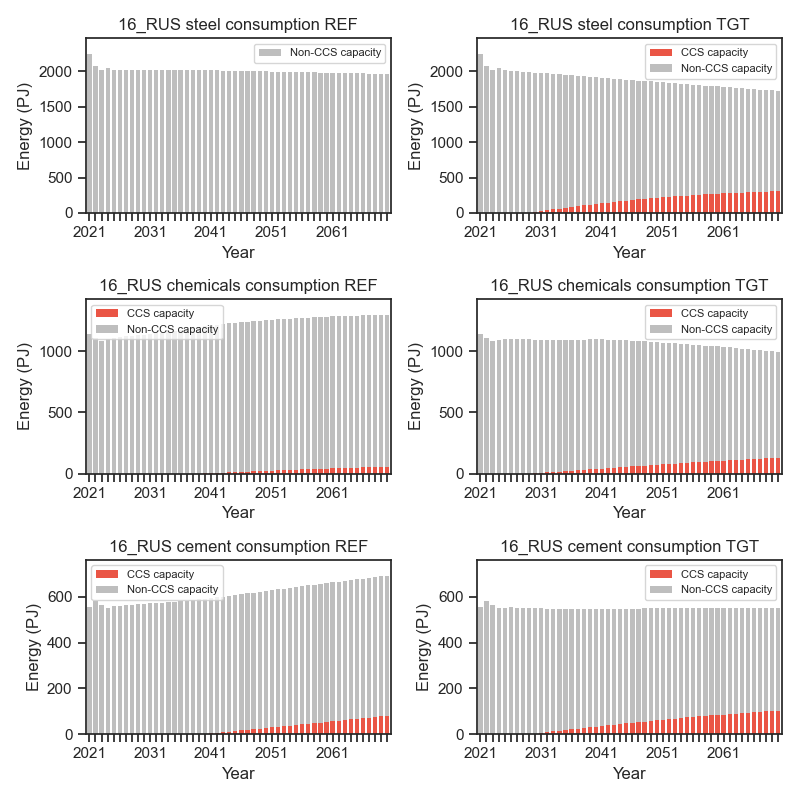 16_RUS steel consumption REF
Non-CCS capacity
Energy (PJ)
2000
1500
1000
500
0
2021 2031 2041 2051 2061
Year
16_RUS steel consumption TGT
CCS capacity
Non-CCS capacity
Energy (PJ)
2000
1500
1000
500
0
2021 2031 2041 2051 2061
Year
16_RUS chemicals consumption REF
CCS capacity
Non-CCS capacity
Energy (PJ)
1000
500
0
2021 2031 2041 2051 2061
Year
16_RUS chemicals consumption TGT
CCS capacity
Non-CCS capacity
Energy (PJ)
1000
500
0
2021 2031 2041 2051 2061
Year
16_RUS cement consumption REF
CCS capacity
Non-CCS capacity
Energy (PJ)
600
400
200
0
2021 2031 2041 2051 2061
Year
16_RUS cement consumption TGT
CCS capacity
Non-CCS capacity
Energy (PJ)
600
400
200
0
2021 2031 2041 2051 2061
Year